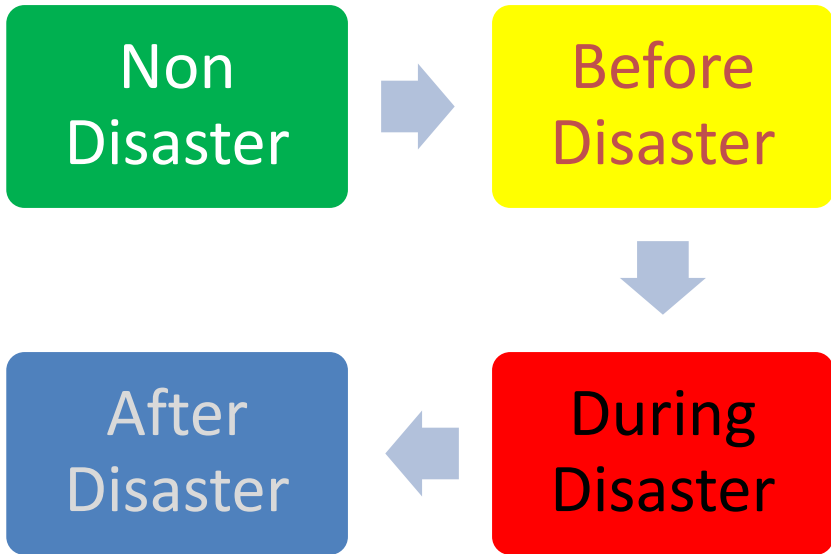 Non
Disaster
Before
Disaster
After
Disaster
During
Disaster